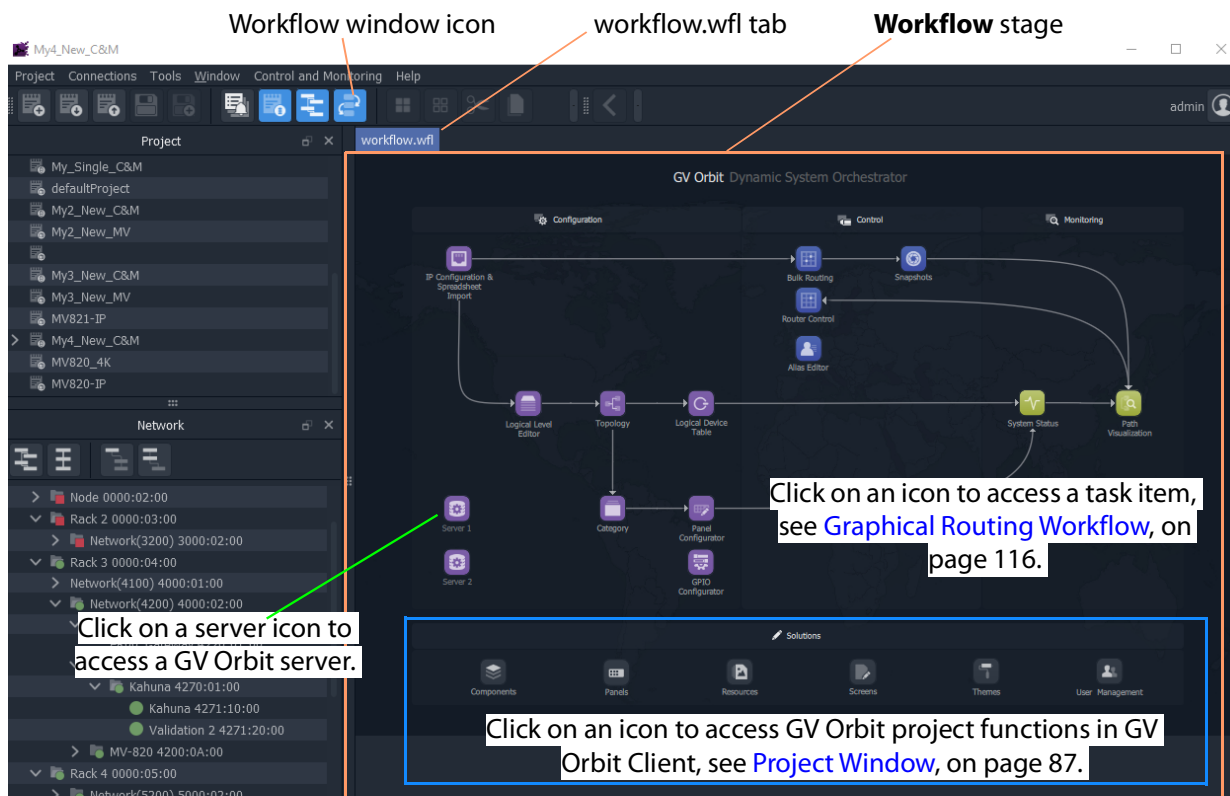 Workflow window icon
workflow.wfl tab
Workflow stage
My4_New_C&M
Project Connections Tools Window Control and Monitoring Help
admin
Project
workflow.wfl
My_Single_C&M
defaultProject
My2_New_C&M
My2_New_MV
My3_New_C&M
My3_New_MV
MV821-IP
My4_New_C&M
MV820_4K
MV820-IP
Network
Node 0000:02:00
Rack 2 0000:03:00
Network(3200) 3000:02:00
Rack 3 0000:04:00
Network(4100) 4000:01:00
Network(4200) 4000:02:00
Click on a server icon to
access a GV Orbit server.
Kahuna 4270:01:00
Kahuna 4271:10:00
Validation 2 4271:20:00
MV-820 4200:0A:00
Rack 4 0000:05:00
Network(5200) 5000:02:00
GV Orbit Dynamic System Orchestrator
Configuration
Control
Monitoring
IP Configuration &
Spreadsheet
Import
Bulk Routing
Snapshots
Router Control
Alias Editor
Logical Level
Editor
Topology
Logical Device
Table
System Status
Path
Visualization
Server 1
Category
Panel
Configurator
Server 2
GPIO
Configurator
Click on an icon to access a task item,
see Graphical Routing Workflow, on
page 116.
Solutions
Components
Panels
Resources
Screens
Themes
User Management
Click on an icon to access GV Orbit project functions in GV
Orbit Client, see Project Window, on page 87.